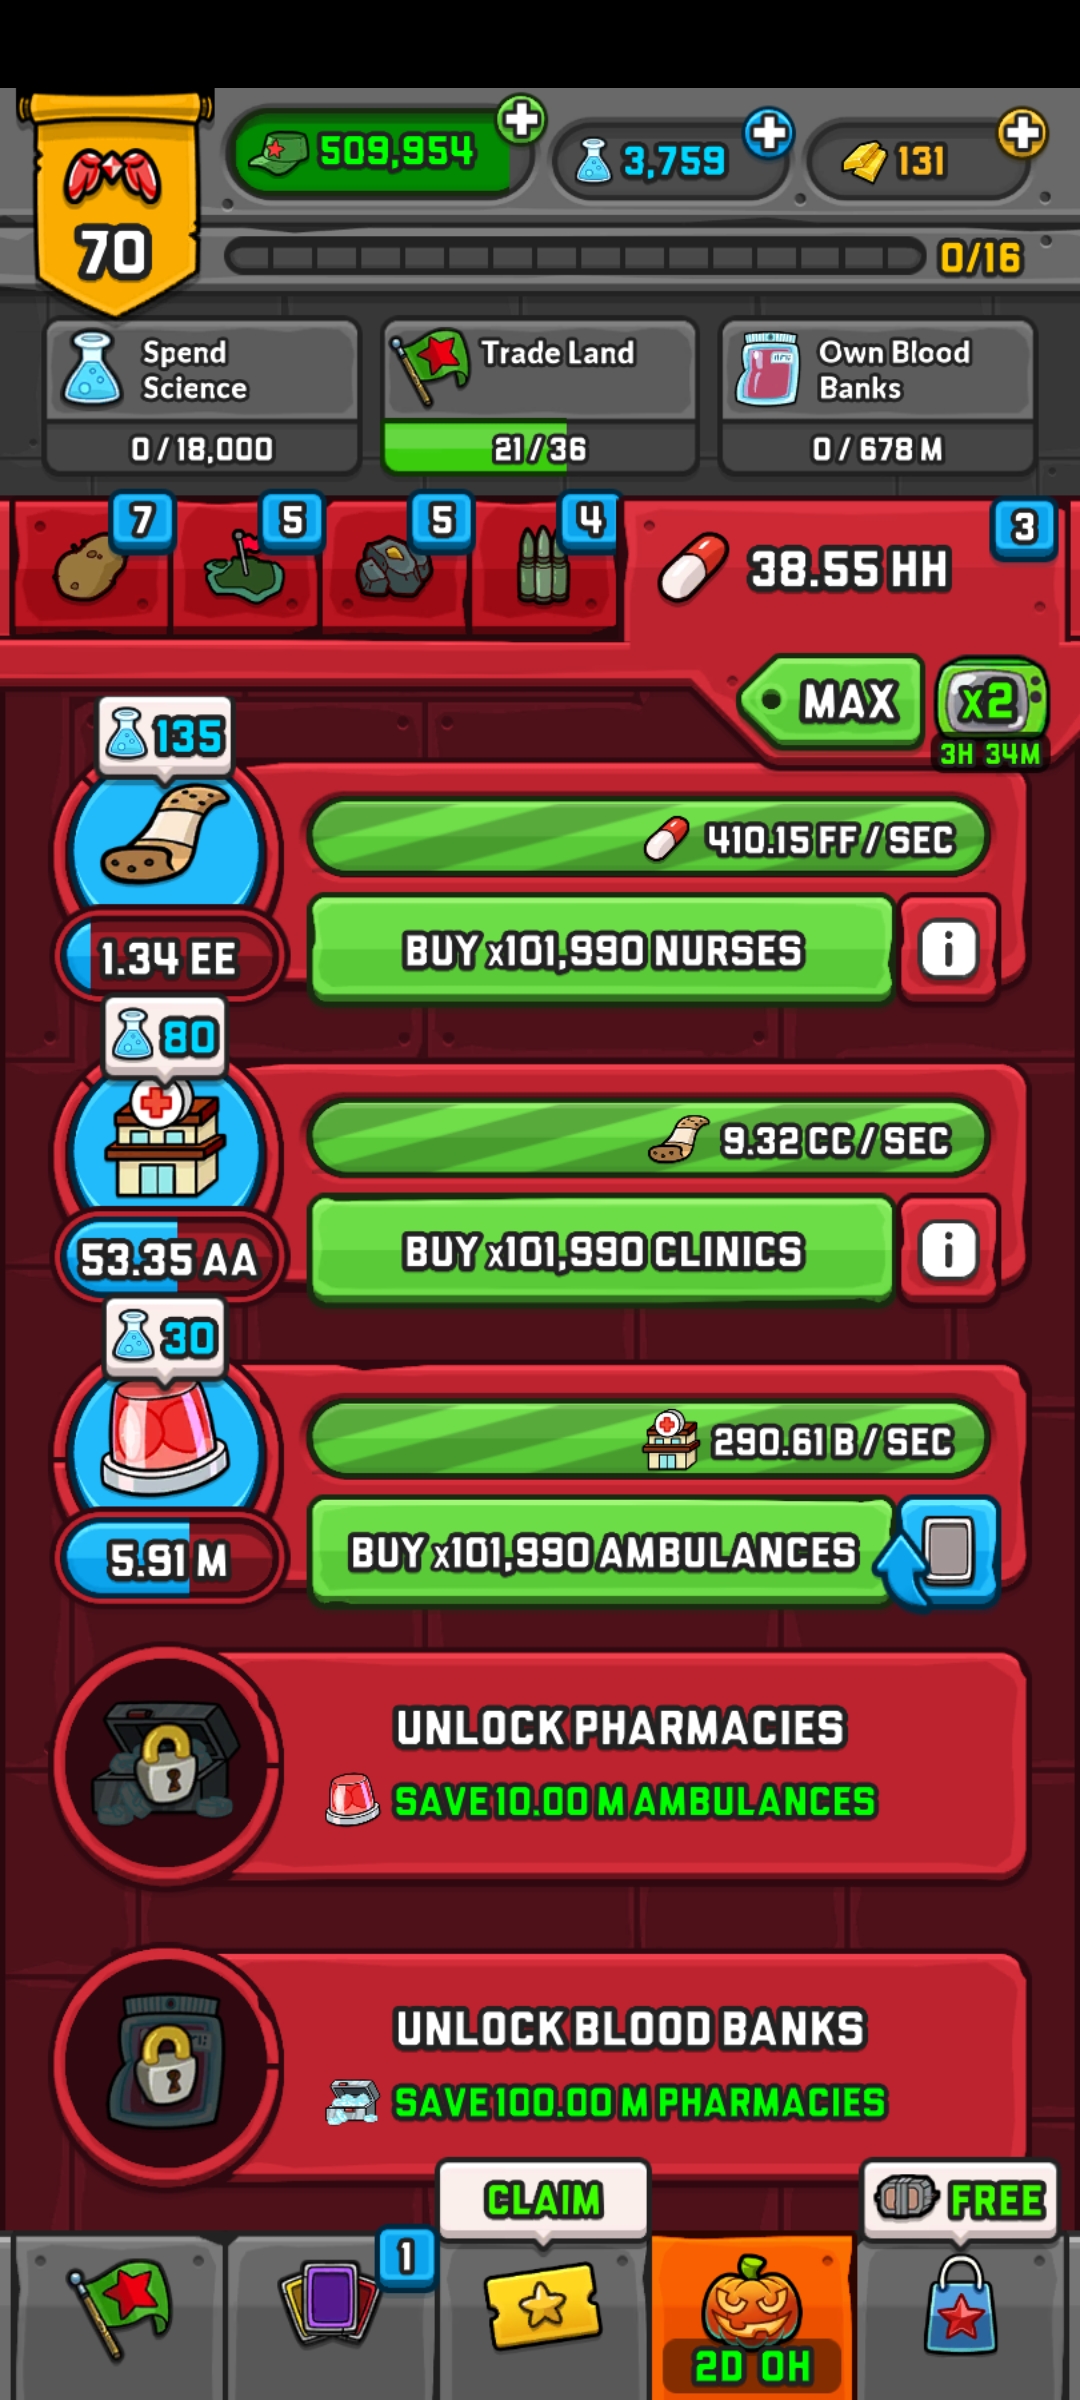 509,954
3,759
131
70
0/16
Spend
Science
0 / 18,000
Trade Land
21 / 36
Own Blood
Banks
0 / 678 M
7
5
5
4
38.55 HH
3
MAX
x2
3H 34M
135
410.15 FF / SEC
1.34 EE
BUY x101,990 NURSES
i
80
9.32 CC / SEC
53.35 AA
BUY x101,990 CLINICS
i
30
290.61 B / SEC
5.91 M
BUY x101,990 AMBULANCES
UNLOCK PHARMACIES
SAVE 10.00 M AMBULANCES
UNLOCK BLOOD BANKS
SAVE 100.00 M PHARMACIES
CLAIM
FREE
1
2D 0H